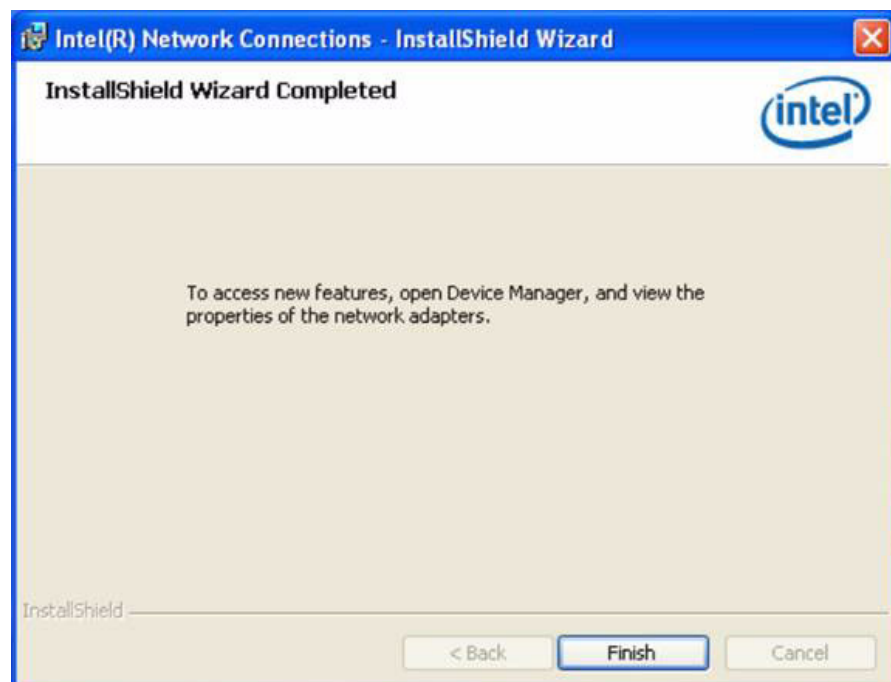 Intel(R) Network Connections - InstallShield Wizard
InstallShield Wizard Completed
intel
To access new features, open Device Manager, and view the
properties of the network adapters.
InstallShield
< Back
Finish
Cancel